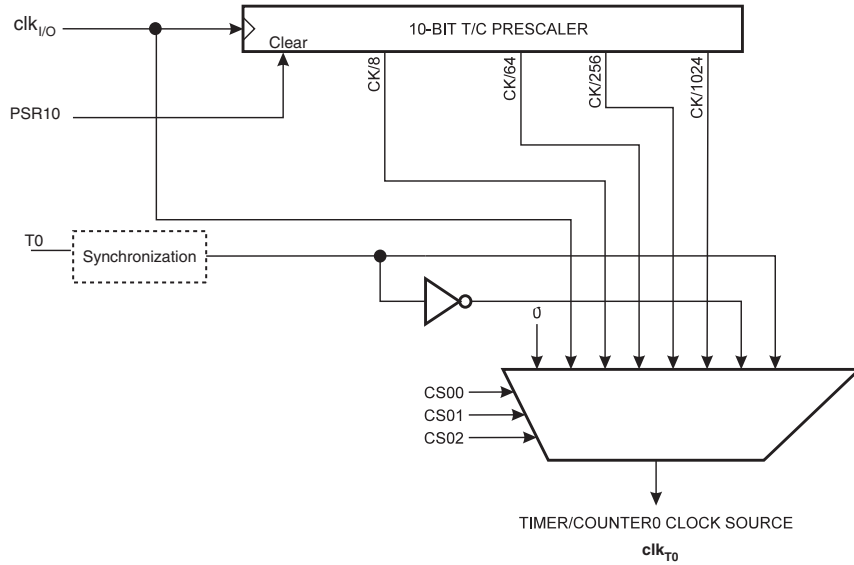 clkI/O
10-BIT T/C PRESCALER
Clear
CK/8
CK/64
CK/256
CK/1024
PSR10
T0
Synchronization
0
CS00
CS01
CS02
TIMER/COUNTER0 CLOCK SOURCE
clkT0